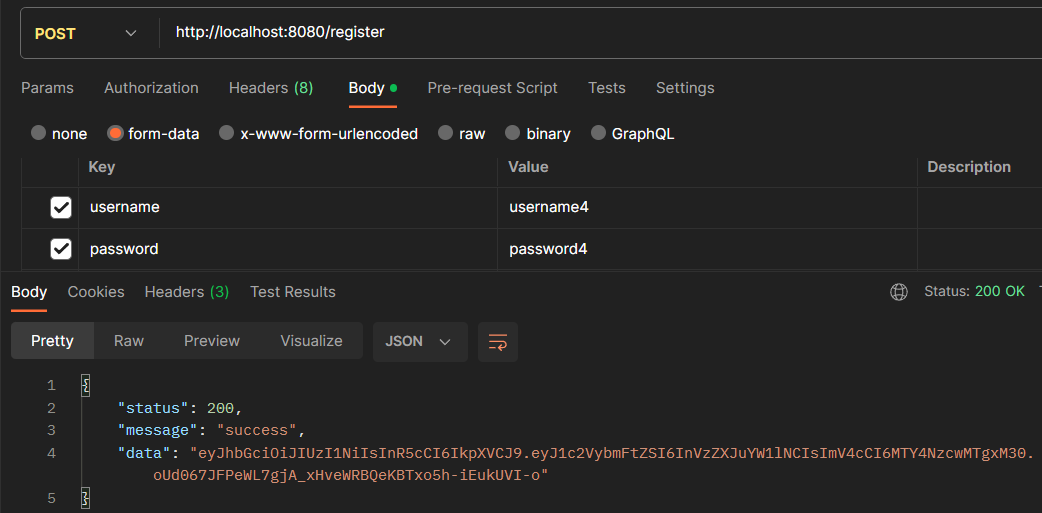 POST http://localhost:8080/register
Params Authorization Headers (8) Body Pre-request Script Tests Settings
none form-data x-www-form-urlencoded raw binary GraphQL
Key Value Description
username username4
password password4
Body Cookies Headers (3) Test Results Status: 200 OK
Pretty Raw Preview Visualize JSON
1 {
2 "status": 200,
3 "message": "success",
4 "data": "eyJhbGciOiJIUzI1NiIsInR5cCI6IkpXVCJ9.eyJ1c2VybmFtZSI6InVzZXJuYW1lNCIsImV4cCI6MTY4NzcwMTgxM30.
oUd067JFPeWL7gjA_xHveWRBQeKBTxo5h-iEukUVI-o"
5 }